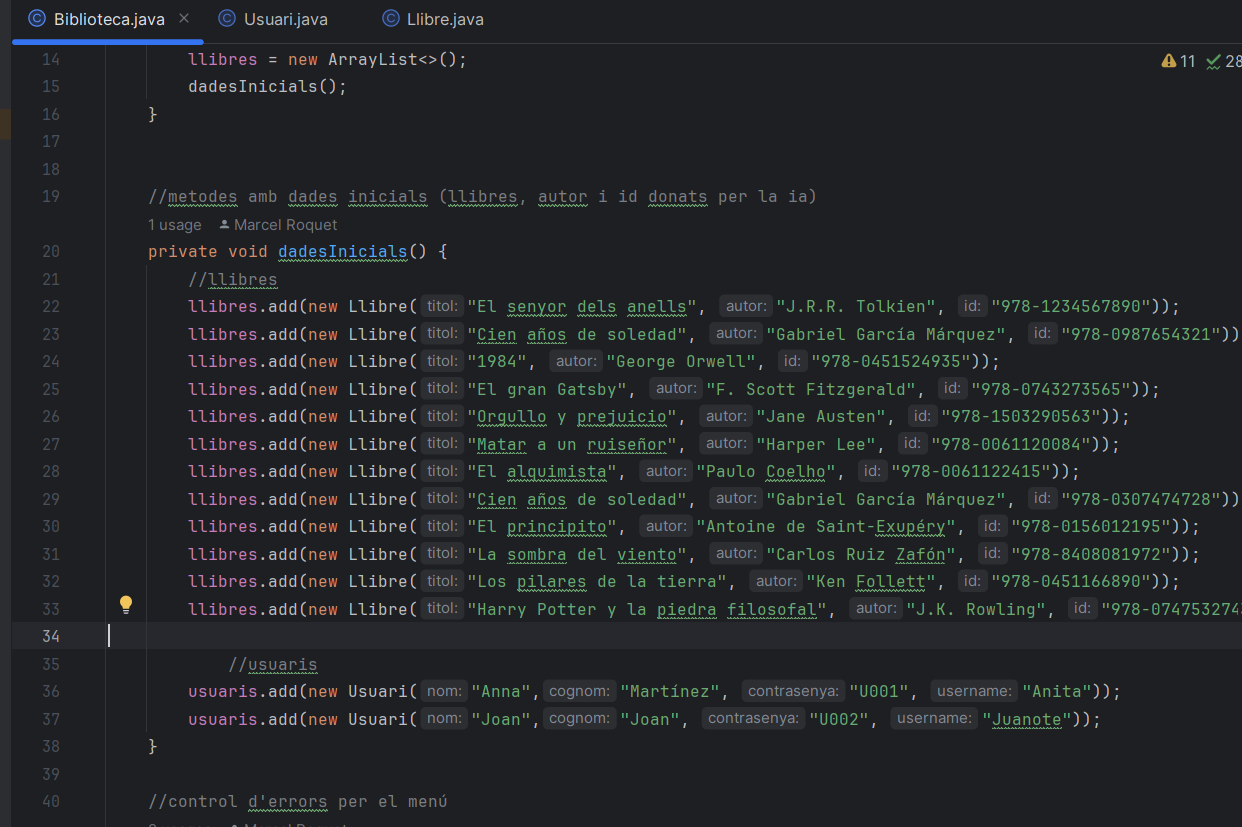 Biblioteca.java × Usuari.java Llibre.java
14 llibres = new ArrayList<>(); 11 28
15 dadesInicials();
16 }
17
18
19 //metodes amb dades inicials (llibres, autor i id donats per la ia)
1 usage Marcel Roquet
20 private void dadesInicials() {
21 //llibres
22 llibres.add(new Llibre( titol: "El senyor dels anells", autor: "J.R.R. Tolkien", id: "978-1234567890"));
23 llibres.add(new Llibre( titol: "Cien años de soledad", autor: "Gabriel García Márquez", id: "978-0987654321"))
24 llibres.add(new Llibre( titol: "1984", autor: "George Orwell", id: "978-0451524935"));
25 llibres.add(new Llibre( titol: "El gran Gatsby", autor: "F. Scott Fitzgerald", id: "978-0743273565"));
26 llibres.add(new Llibre( titol: "Orgullo y prejuicio", autor: "Jane Austen", id: "978-1503290563"));
27 llibres.add(new Llibre( titol: "Matar a un ruiseñor", autor: "Harper Lee", id: "978-0061120084"));
28 llibres.add(new Llibre( titol: "El alquimista", autor: "Paulo Coelho", id: "978-0061122415"));
29 llibres.add(new Llibre( titol: "Cien años de soledad", autor: "Gabriel García Márquez", id: "978-0307474728"))
30 llibres.add(new Llibre( titol: "El principito", autor: "Antoine de Saint-Exupéry", id: "978-0156012195"));
31 llibres.add(new Llibre( titol: "La sombra del viento", autor: "Carlos Ruiz Zafón", id: "978-8408081972"));
32 llibres.add(new Llibre( titol: "Los pilares de la tierra", autor: "Ken Follett", id: "978-0451166890"));
33 llibres.add(new Llibre( titol: "Harry Potter y la piedra filosofal", autor: "J.K. Rowling", id: "978-074753274
34
35 //usuaris
36 usuaris.add(new Usuari( nom: "Anna", cognom: "Martínez", contrasenya: "U001", username: "Anita"));
37 usuaris.add(new Usuari( nom: "Joan", cognom: "Joan", contrasenya: "U002", username: "Juanote"));
38 }
39
40 //control d'errors per el menú